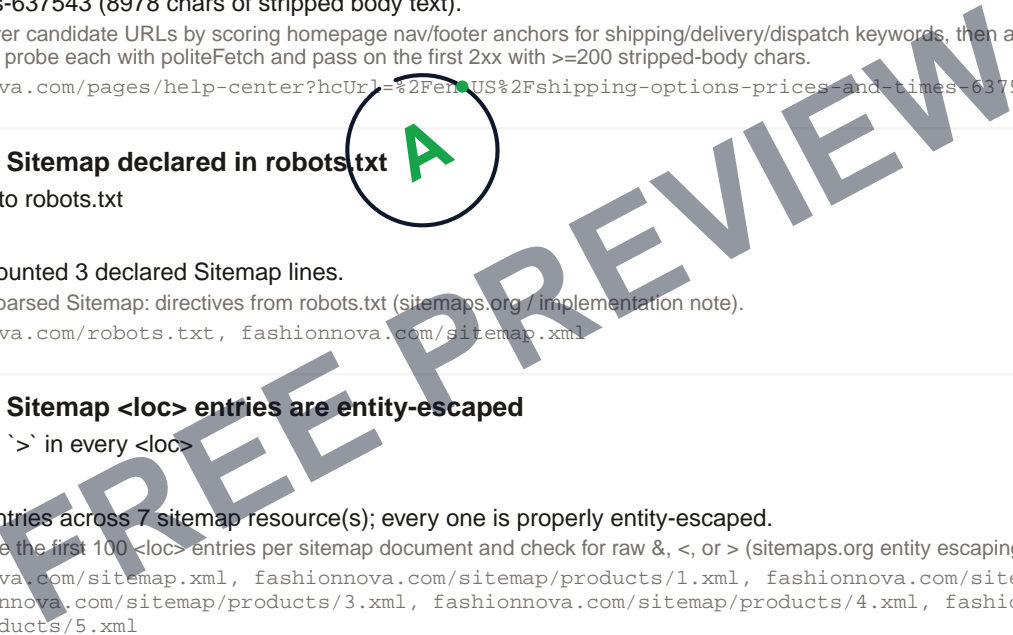 s-637543 (8978 chars of stripped body text).
er candidate URLs by scoring homepage nav/footer anchors for shipping/delivery/dispatch keywords, then a
probe each with politeFetch and pass on the first 2xx with >=200 stripped-body chars.
va.com/pages/help-center?hcUrl=%2Fen-US%2Fshipping-options-prices-and-times-6375
A
Sitemap declared in robots.txt
to robots.txt
ounted 3 declared Sitemap lines.
parsed Sitemap: directives from robots.txt (sitemaps.org / implementation note).
va.com/robots.txt, fashionnova.com/sitemap.xml
Sitemap <loc> entries are entity-escaped
`>` in every <loc>
ntries across 7 sitemap resource(s); every one is properly entity-escaped.
e the first 100 <loc> entries per sitemap document and check for raw &, <, or > (sitemaps.org entity escaping
va.com/sitemap.xml, fashionnova.com/sitemap/products/1.xml, fashionnova.com/site
nnova.com/sitemap/products/3.xml, fashionnova.com/sitemap/products/4.xml, fashio
ducts/5.xml
FREE PREVIEW